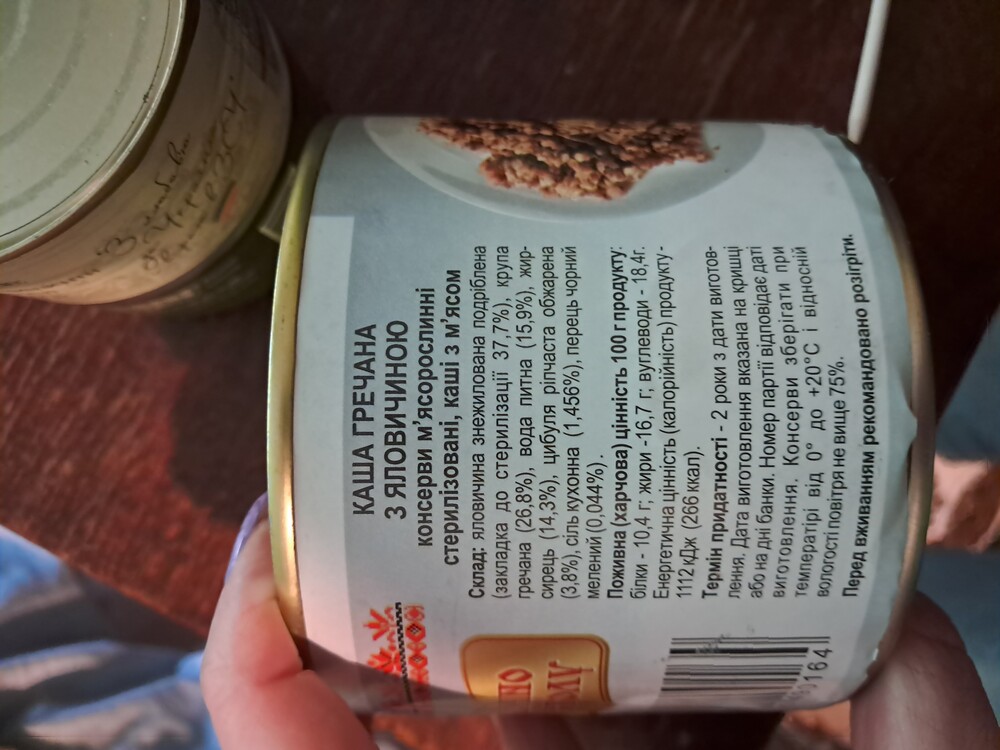 КАША ГРЕЧАНА
З ЯЛОВИЧИНОЮ
консерви м'ясорослинні
стерилізовані, каші з м'ясом
Склад: яловичина знежилована подріблена
(закладка до стерилізації 37,7%), крупа
гречана (26,8%), вода питна (15,9%), жир-
сирець (14,3%), цибуля ріпчаста обжарена
(3,8%), сіль кухонна (1,456%), перець чорний
мелений (0,044%).
Поживна (харчова) цінність 100 г продукту:
білки - 10,4 г; жири -16,7 г; вуглеводи - 18,4г.
Енергетична цінність (калорійність) продукту -
1112 кДж (266 ккал).
Термін придатності - 2 роки з дати виготов-
лення. Дата виготовлення вказана на кришці
або на дні банки. Номер партії відповідає даті
виготовлення. Консерви зберігати при
температірі від 0° до +20°С і відносній
вологості повітря не вище 75%.
Перед вживанням рекомандовано розігріти.
164